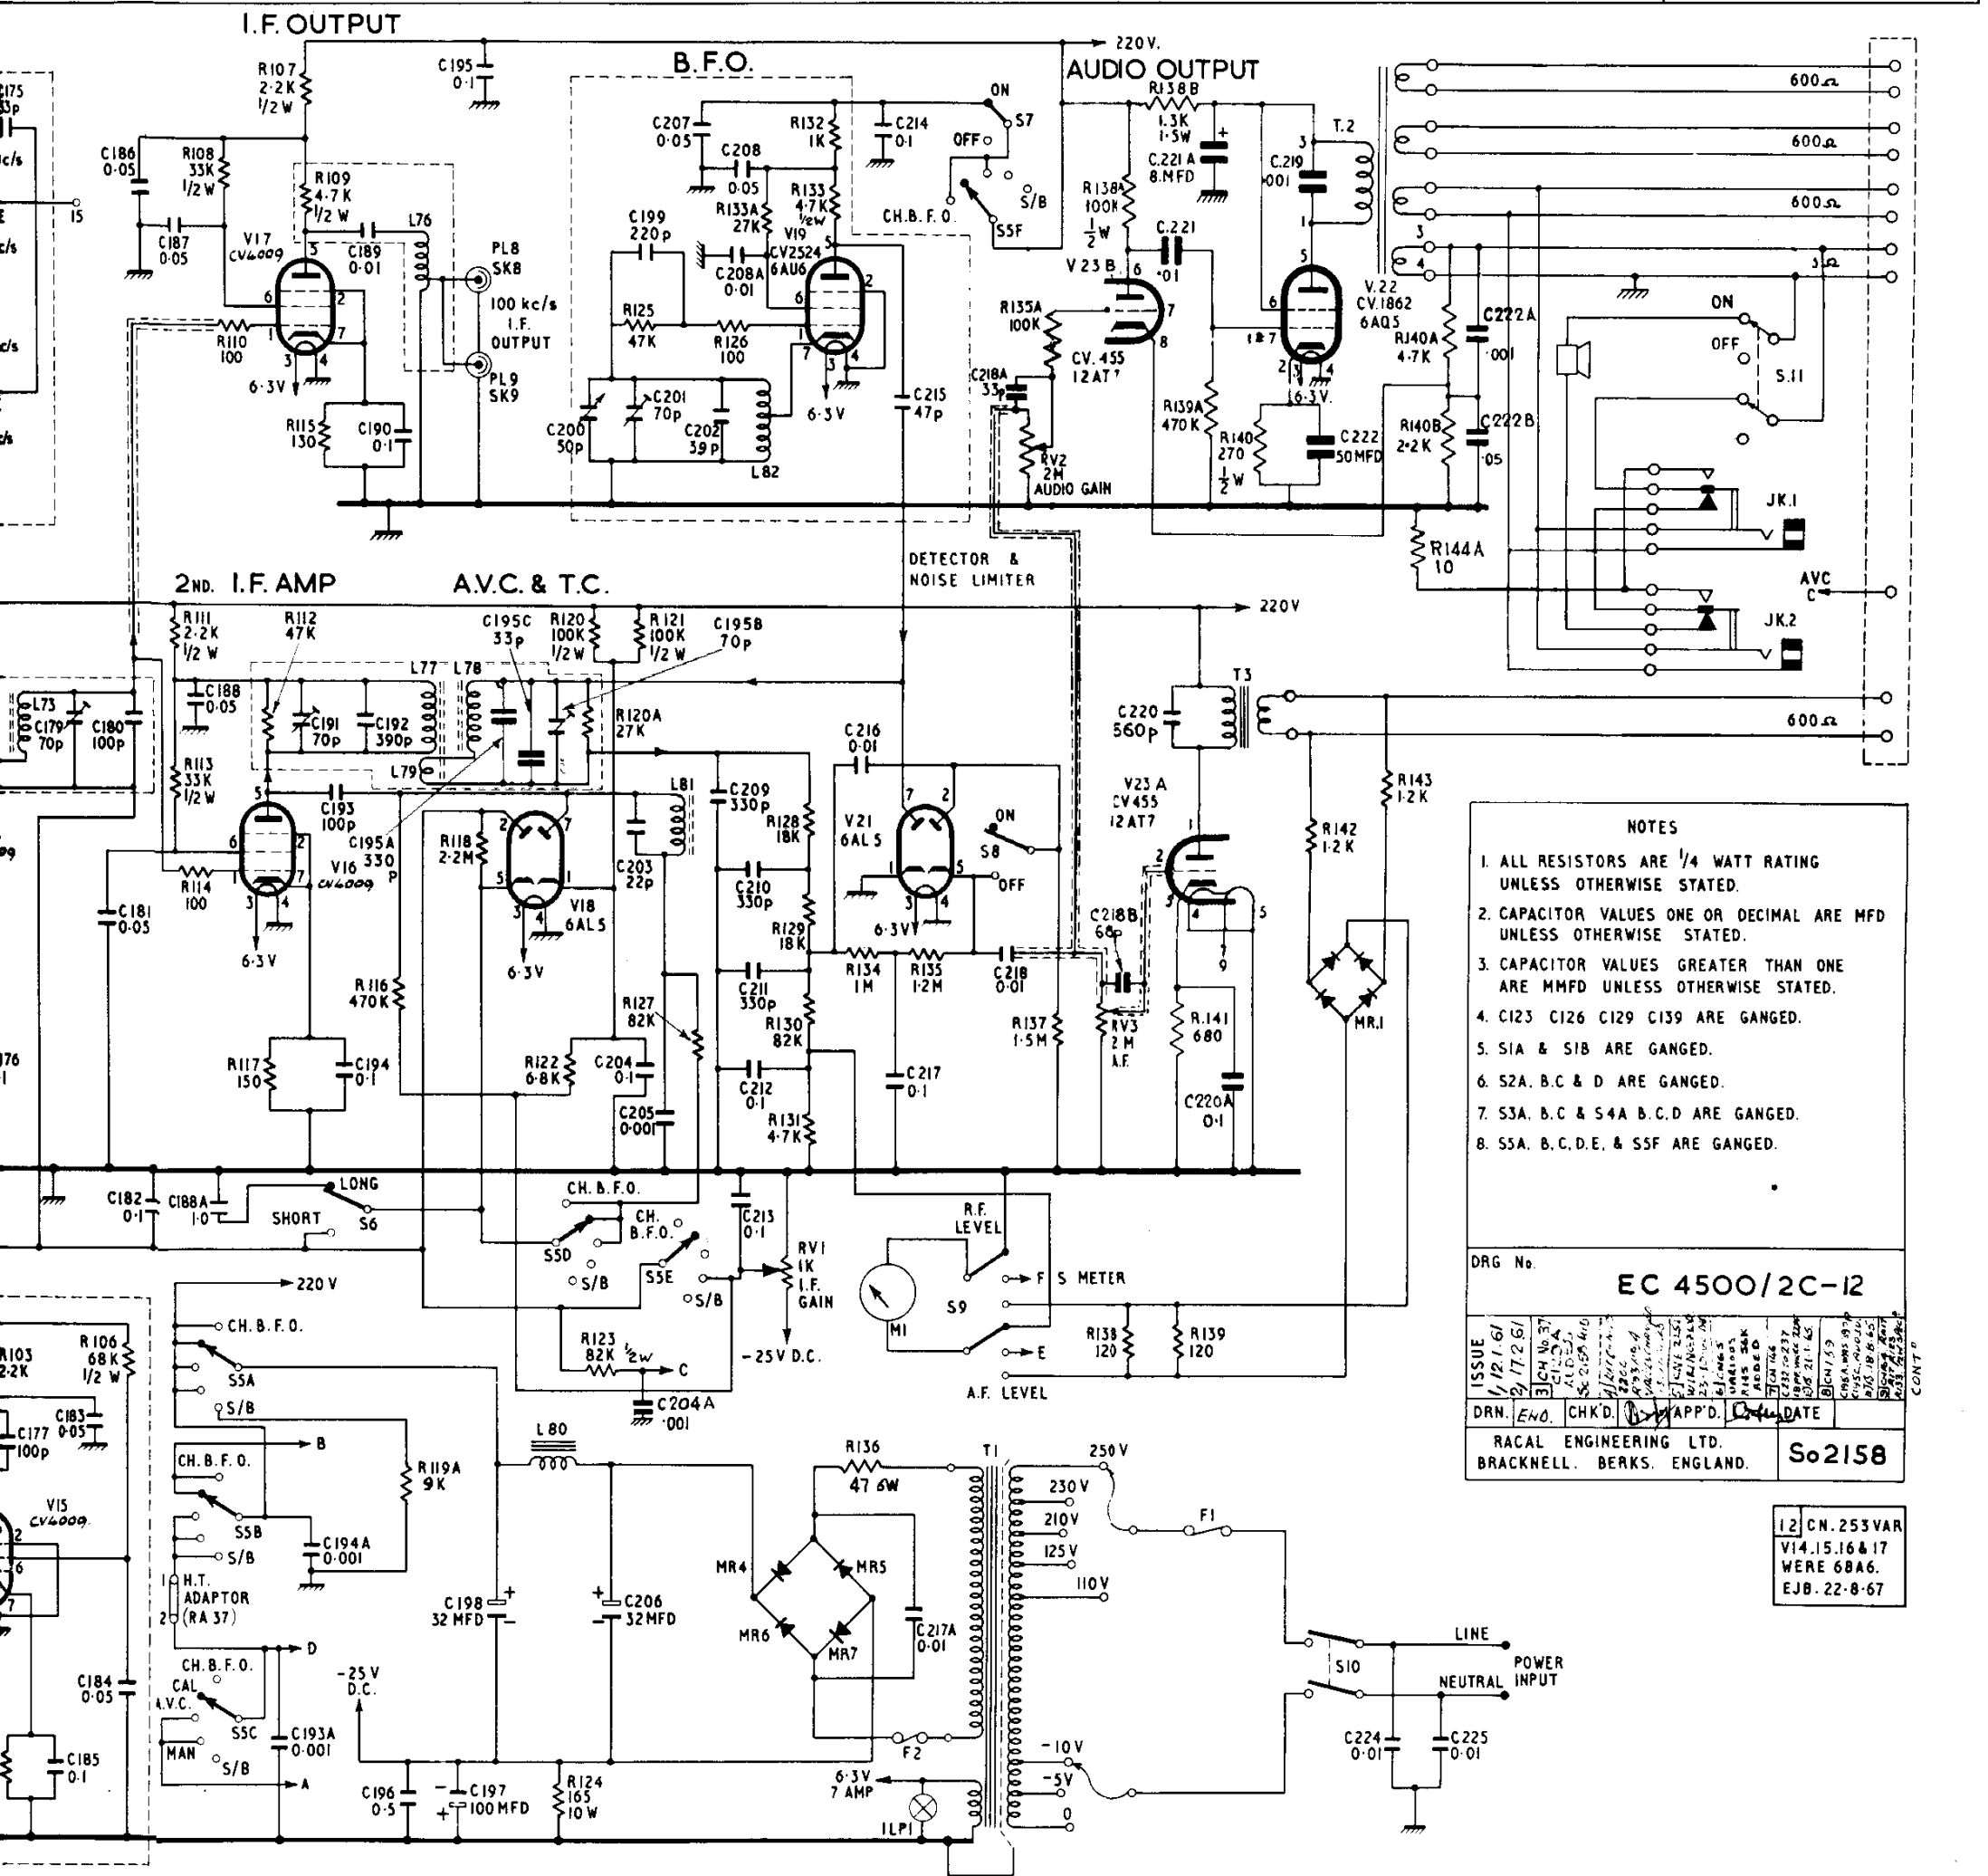 I.F. OUTPUT
B.F.O.
AUDIO OUTPUT
220V.
R107
2.2K
1/2 W
C195
0.1
C175
C186
0.05
R108
33K
1/2 W
R109
4.7K
1/2 W
C187
0.05
V17
CV4009
C189
0.01
L76
PL8
SK8
100 kc/s
I.F.
OUTPUT
PL9
SK9
R110
100
6.3V
R115
130
C190
0.1
15
C207
0.05
C208
0.05
R132
1K
C214
0.1
R133A
27K
R133
4.7K
1/2W
C199
220p
V19
CV2524
6AU6
C208A
0.01
R125
47K
R126
100
6.3V
C200
50p
C201
70p
C202
39p
L82
C215
47p
ON
S7
OFF
S/B
CH.B.F.O.
S5F
R138B
1.3K
1.5W
C.221A
8.MFD
R138A
100K
1/2 W
C.221
.01
V23B
R135A
100K
CV.455
12AT7
C218A
33p
RV2
2M
AUDIO GAIN
R139A
470K
R140
270
1/2 W
C222
50MFD
C.219
.001
T.2
V.22
CV.1862
6AQ5
6.3V.
R140A
4.7K
C222A
.001
R140B
2.2K
C222B
.05
R144A
10
600Ω
600Ω
600Ω
3Ω
ON
OFF
S.11
JK.1
JK.2
AVC
C
DETECTOR &
NOISE LIMITER
2ND. I.F. AMP
A.V.C. & T.C.
220V
R111
2.2K
1/2 W
R112
47K
C195C
33p
R120
100K
1/2 W
R121
100K
1/2 W
C195B
70p
L77
L78
C188
0.05
C191
70p
C192
390p
L79
R120A
27K
L73
C179
70p
C180
100p
R113
33K
1/2 W
C193
100p
C195A
330
P
V16
CV4009
R114
100
C181
0.05
6.3V
R117
150
C194
0.1
R116
470K
R118
2.2M
V18
6AL5
6.3V
C203
22p
L81
C209
330p
R128
18K
C210
330p
R129
18K
C211
330p
R130
82K
C212
0.1
R131
4.7K
R127
82K
R122
6.8K
C204
0.1
C205
0.001
C216
0.01
V21
6AL5
ON
S8
OFF
6.3V
R134
1M
R135
1.2M
C218
0.01
C217
0.1
R137
1.5M
C218B
68p
RV3
2M
A.F.
V23A
CV455
12AT7
R.141
680
C220A
0.1
C220
560p
T3
600Ω
R143
1.2K
R142
1.2K
MR.1
C182
0.1
C188A
1.0
LONG
SHORT
S6
CH.B.F.O.
S5D
S/B
CH.
B.F.O.
S5E
S/B
C213
0.1
RV1
1K
I.F.
GAIN
-25V D.C.
R.F.
LEVEL
F S METER
S9
M1
E
A.F. LEVEL
R138
120
R139
120
R123
82K 1/2W
C
C204A
.001
220 V
R106
68K
1/2 W
R103
2.2K
C177
100p
C183
0.05
V15
CV4009.
C184
0.05
C185
0.1
CH.B.F.O.
S5A
S/B
B
CH.B.F.O.
S5B
S/B
R119A
9K
C194A
0.001
H.T.
ADAPTOR
(RA 37)
D
CH.B.F.O.
CAL
A.V.C.
S5C
MAN
S/B
A
C193A
0.001
L80
C198
32MFD
C206
32MFD
-25V
D.C.
C196
0.5
C197
100MFD
R124
165
10W
R136
47 6W
MR4
MR5
MR6
MR7
C217A
0.01
F2
6.3V
7 AMP
ILP1
T1
250V
230V
210V
125V
110V
-10V
-5V
0
F1
S10
LINE
NEUTRAL
POWER
INPUT
C224
0.01
C225
0.01
NOTES
1. ALL RESISTORS ARE 1/4 WATT RATING
UNLESS OTHERWISE STATED.
2. CAPACITOR VALUES ONE OR DECIMAL ARE MFD
UNLESS OTHERWISE STATED.
3. CAPACITOR VALUES GREATER THAN ONE
ARE MMFD UNLESS OTHERWISE STATED.
4. C123 C126 C129 C139 ARE GANGED.
5. S1A & S1B ARE GANGED.
6. S2A. B.C & D ARE GANGED.
7. S3A. B.C & S4A B.C.D ARE GANGED.
8. S5A. B,C,D.E, & S5F ARE GANGED.
DRG No.
EC 4500/2C-12
ISSUE
DRN.
CHK'D.
APP'D.
DATE
CONTD
RACAL ENGINEERING LTD.
BRACKNELL. BERKS. ENGLAND.
So2158
12 CN.253VAR
V14.15.16&17
WERE 6BA6.
EJB. 22-8-67